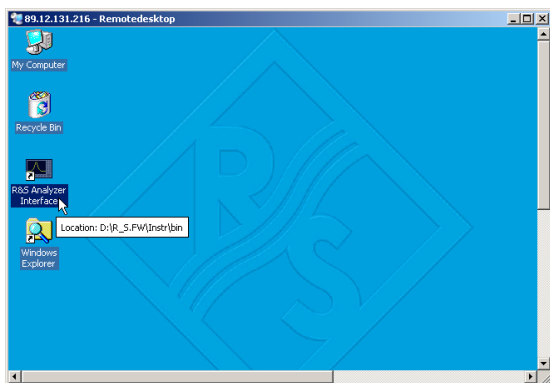 89.12.131.216 - Remotedesktop
My Computer
Recycle Bin
R&S Analyzer
Interface
Location: D:\R_S.FW\Instr\bin
Windows
Explorer
R
S